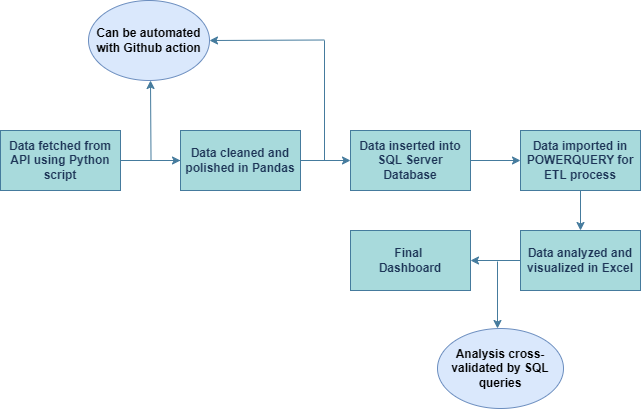 Can be automated
with Github action
Data fetched from
API using Python
script
Data cleaned and
polished in Pandas
Data inserted into
SQL Server
Database
Data imported in
POWERQUERY for
ETL process
Final
Dashboard
Data analyzed and
visualized in Excel
Analysis cross-
validated by SQL
queries